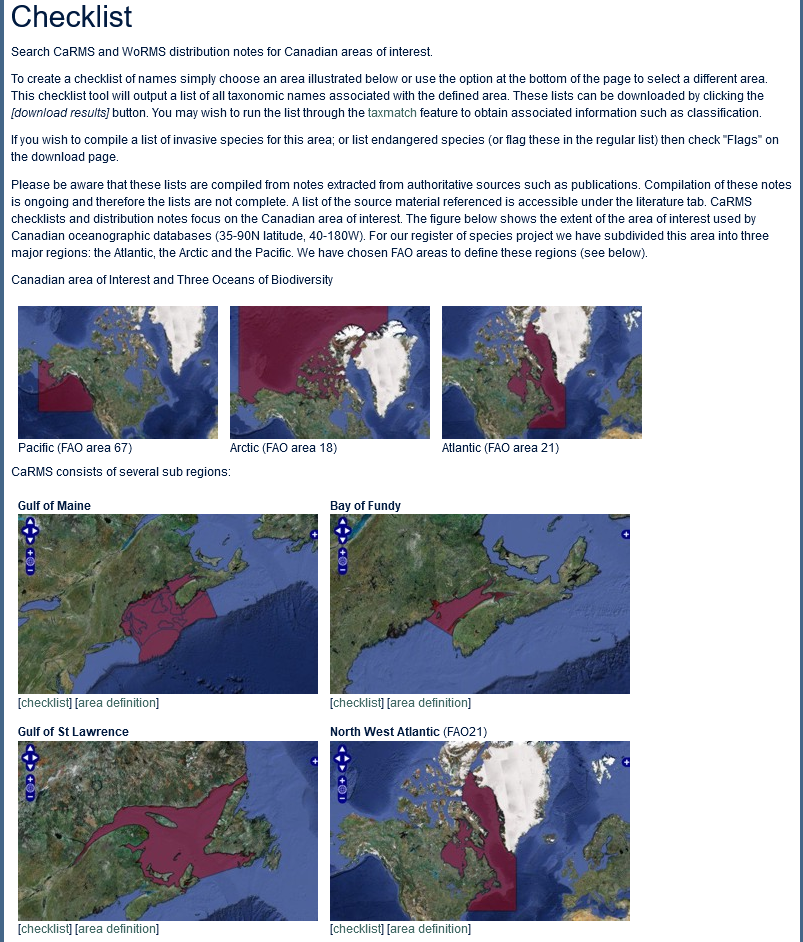 Checklist
Search CaRMS and WoRMS distribution notes for Canadian areas of interest.
To create a checklist of names simply choose an area illustrated below or use the option at the bottom of the page to select a different area.
This checklist tool will output a list of all taxonomic names associated with the defined area. These lists can be downloaded by clicking the
[download results] button. You may wish to run the list through the taxmatch feature to obtain associated information such as classification.
If you wish to compile a list of invasive species for this area; or list endangered species (or flag these in the regular list) then check "Flags" on
the download page.
Please be aware that these lists are compiled from notes extracted from authoritative sources such as publications. Compilation of these notes
is ongoing and therefore the lists are not complete. A list of the source material referenced is accessible under the literature tab. CaRMS
checklists and distribution notes focus on the Canadian area of interest. The figure below shows the extent of the area of interest used by
Canadian oceanographic databases (35-90N latitude, 40-180W). For our register of species project we have subdivided this area into three
major regions: the Atlantic, the Arctic and the Pacific. We have chosen FAO areas to define these regions (see below).
Canadian area of Interest and Three Oceans of Biodiversity
Pacific (FAO area 67)
Arctic (FAO area 18)
Atlantic (FAO area 21)
CaRMS consists of several sub regions:
Gulf of Maine
Bay of Fundy
[checklist] [area definition]
[checklist] [area definition]
Gulf of St Lawrence
North West Atlantic (FAO21)
[checklist] [area definition]
[checklist] [area definition]